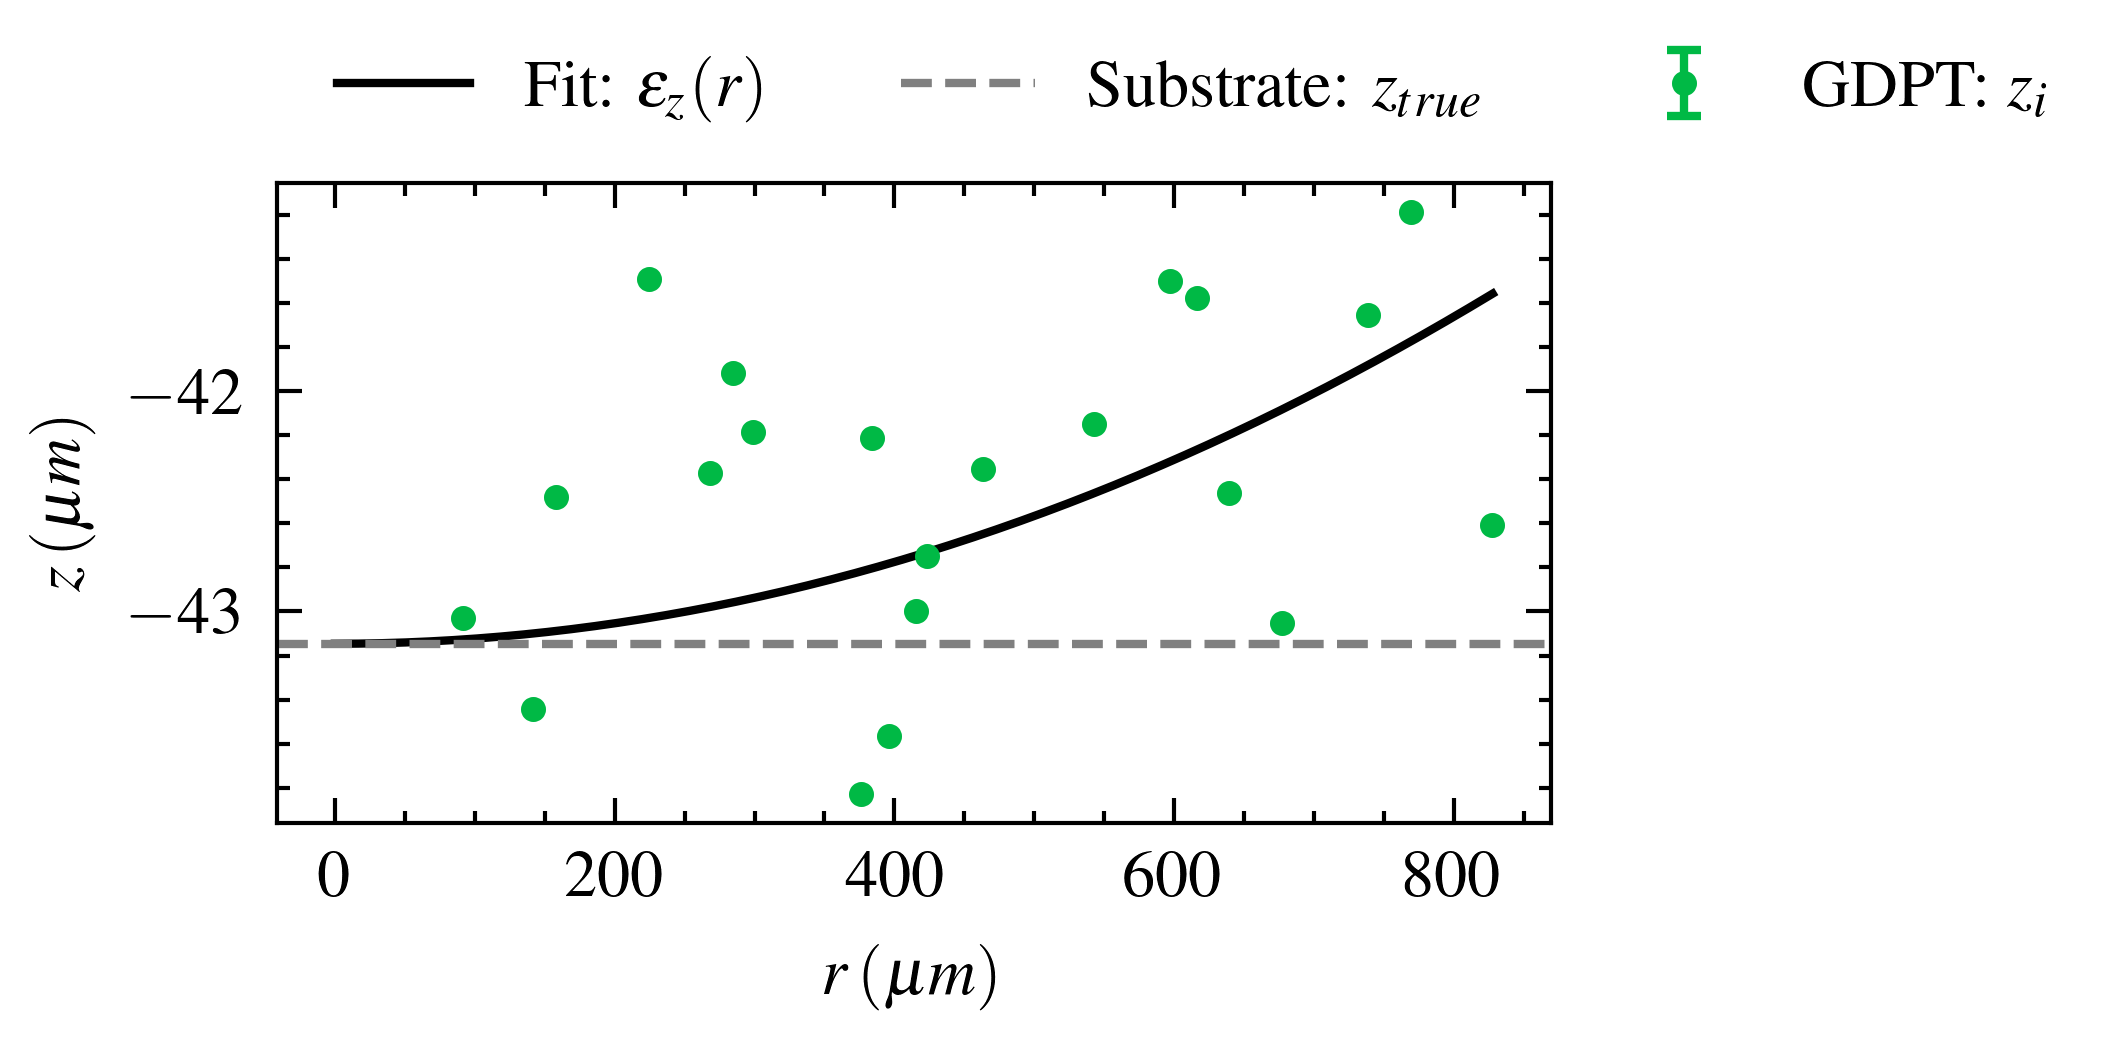 Fit: εz(r) Substrate: ztrue GDPT: zi
−42
−43
z (μm)
0 200 400 600 800
r (μm)